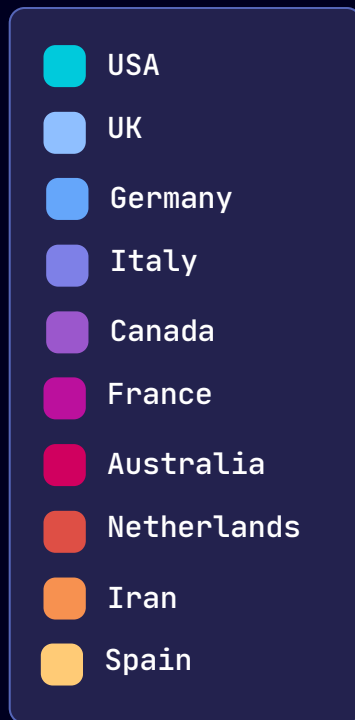 USA
UK
Germany
Italy
Canada
France
Australia
Netherlands
Iran
Spain